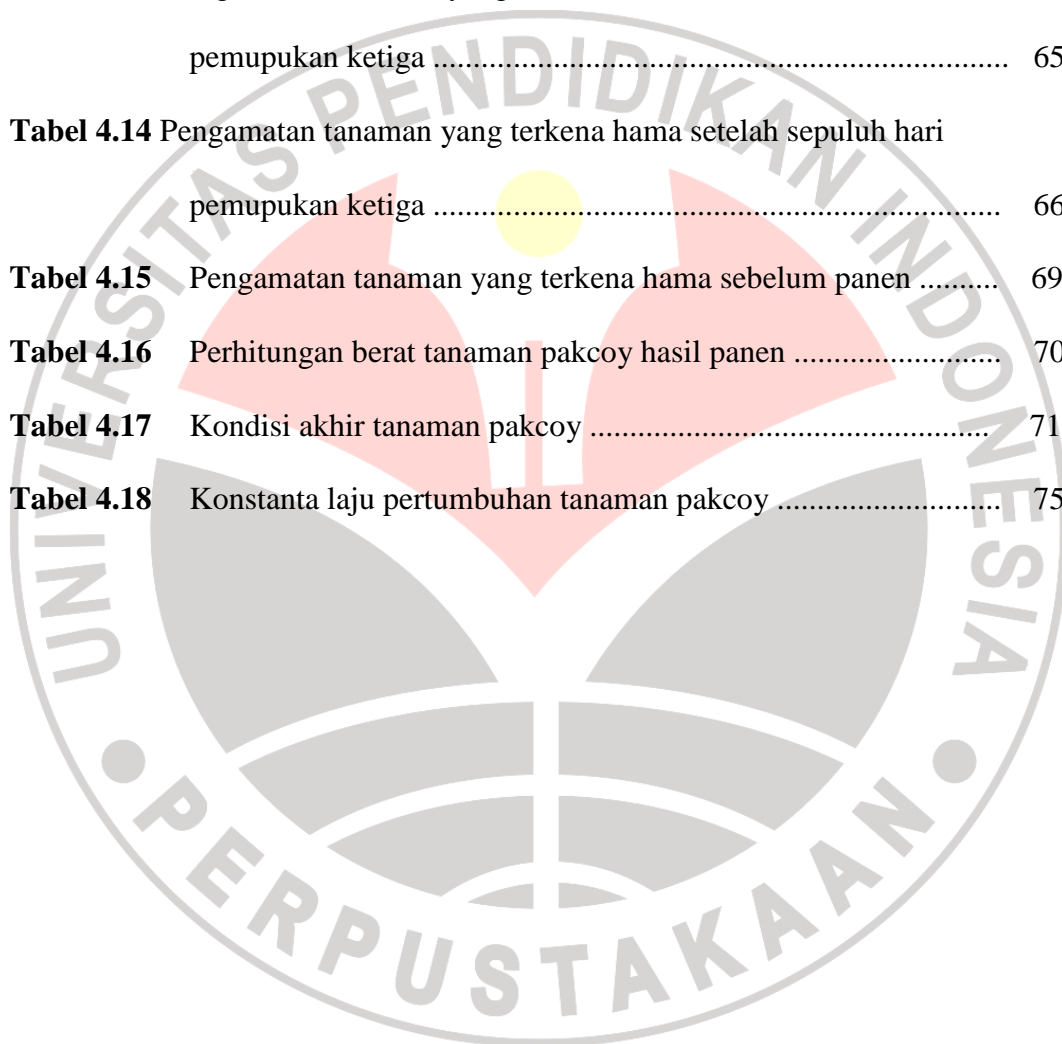 pemupukan ketiga ........................................................................ 65
Tabel 4.14 Pengamatan tanaman yang terkena hama setelah sepuluh hari
pemupukan ketiga ....................................................................... 66
Tabel 4.15 Pengamatan tanaman yang terkena hama sebelum panen .......... 69
Tabel 4.16 Perhitungan berat tanaman pakcoy hasil panen .......................... 70
Tabel 4.17 Kondisi akhir tanaman pakcoy .................................................. 71
Tabel 4.18 Konstanta laju pertumbuhan tanaman pakcoy ............................ 75
UNIVERSITAS PENDIDIKAN INDONESIA
PERPUSTAKAAN